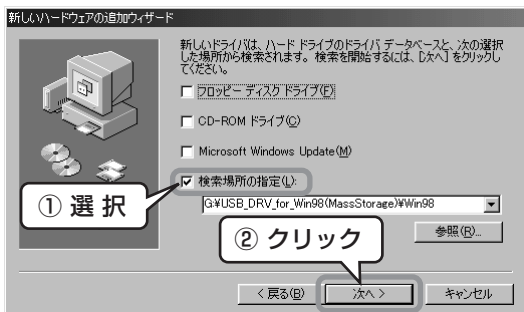 新しいハードウェアの追加ウィザード
新しいドライバは、ハード ドライブのドライバ データベースと、次の選択
した場所から検索されます。検索を開始するには、[次へ] をクリックし
てください。
フロッピー ディスク ドライブ(F)
CD-ROM ドライブ(C)
Microsoft Windows Update(M)
検索場所の指定(L):
① 選 択
G:¥USB_DRV_for_Win98(MassStorage)¥Win98
② クリック
参照(R)...
< 戻る(B)
次へ >
キャンセル